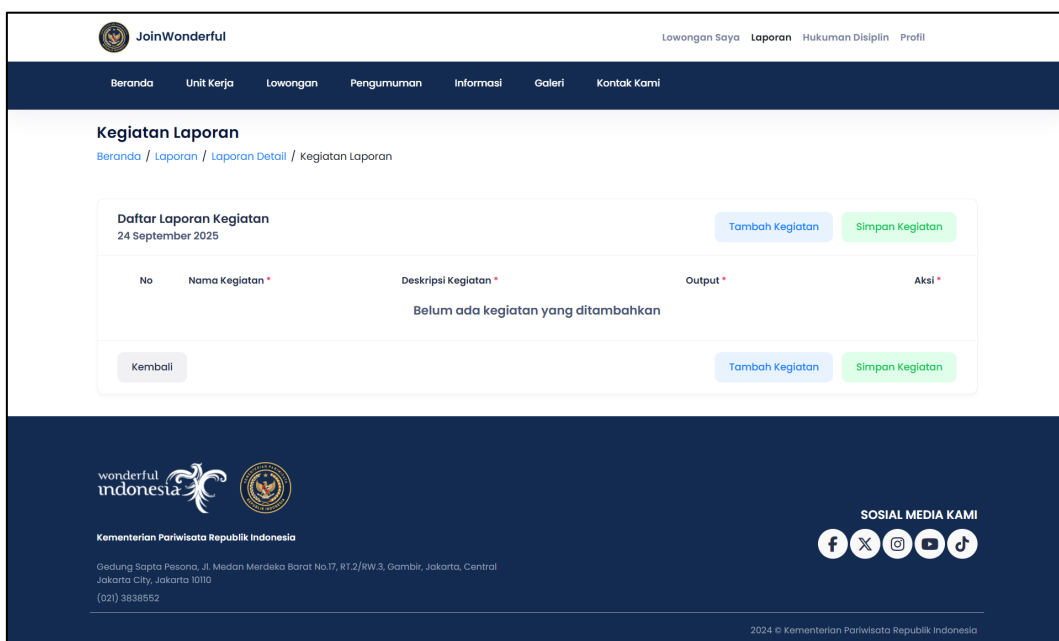 JoinWonderful
Lowongan Saya Laporan Hukuman Disiplin Profil
Beranda Unit Kerja Lowongan Pengumuman Informasi Galeri Kontak Kami
Kegiatan Laporan
Beranda / Laporan / Laporan Detail / Kegiatan Laporan
Daftar Laporan Kegiatan
24 September 2025
Tambah Kegiatan Simpan Kegiatan
No Nama Kegiatan * Deskripsi Kegiatan * Output * Aksi *
Belum ada kegiatan yang ditambahkan
Kembali Tambah Kegiatan Simpan Kegiatan
wonderful
indonesia
Kementerian Pariwisata Republik Indonesia
Gedung Sapta Pesona, Jl. Medan Merdeka Barat No.17, RT.2/RW.3, Gambir, Jakarta, Central
Jakarta City, Jakarta 10110
(021) 3838552
SOSIAL MEDIA KAMI
2024 © Kementerian Pariwisata Republik Indonesia